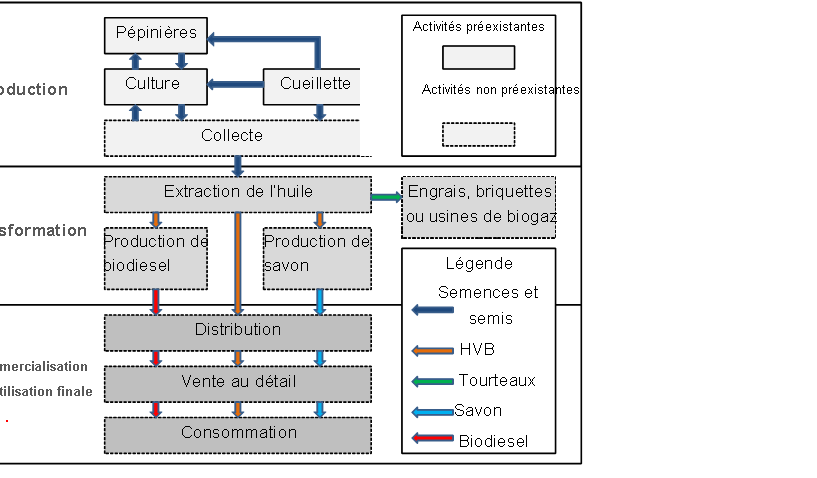 Pépinières
Activités préexistantes
oduction
Culture
Cueillette
Activités non préexistantes
Collecte
sformation
Extraction de l'huile
Engrais, briquettes
ou usines de biogaz
Production de
biodiesel
Production de
savon
Légende
Semences et
semis
HVB
Tourteaux
Savon
Biodiesel
mercialisation
tilisation finale
Distribution
Vente au détail
Consommation